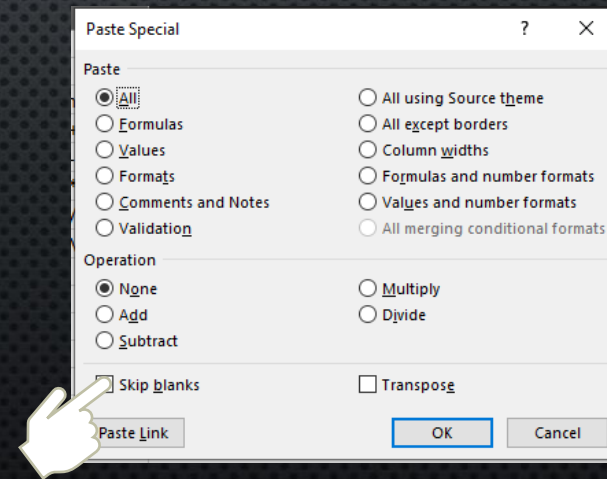 Paste Special ? X
Paste
All All using Source theme
Formulas All except borders
Values Column widths
Formats Formulas and number formats
Comments and Notes Values and number formats
Validation All merging conditional formats
Operation
None Multiply
Add Divide
Subtract
Skip blanks Transpose
Paste Link OK Cancel